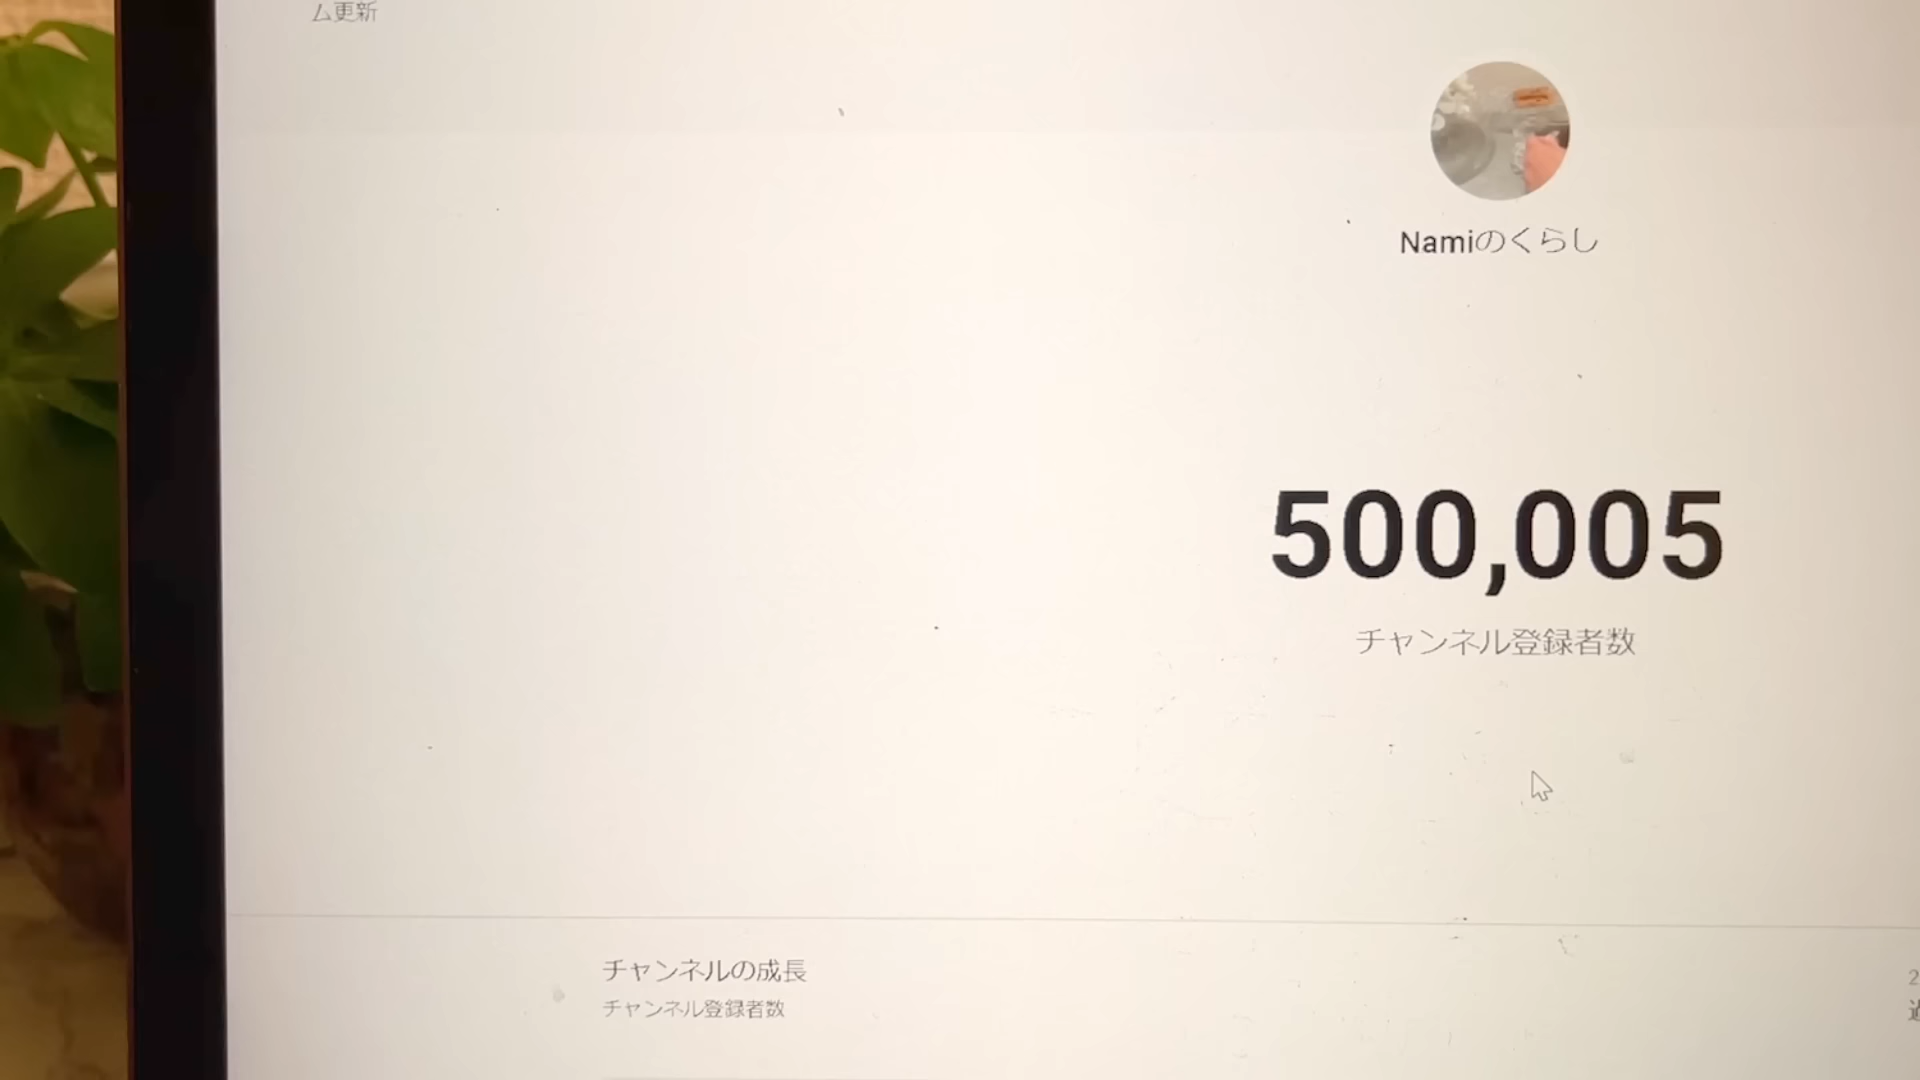 ム更新
Namiのくらし
500,005
チャンネル登録者数
チャンネルの成長
チャンネル登録者数